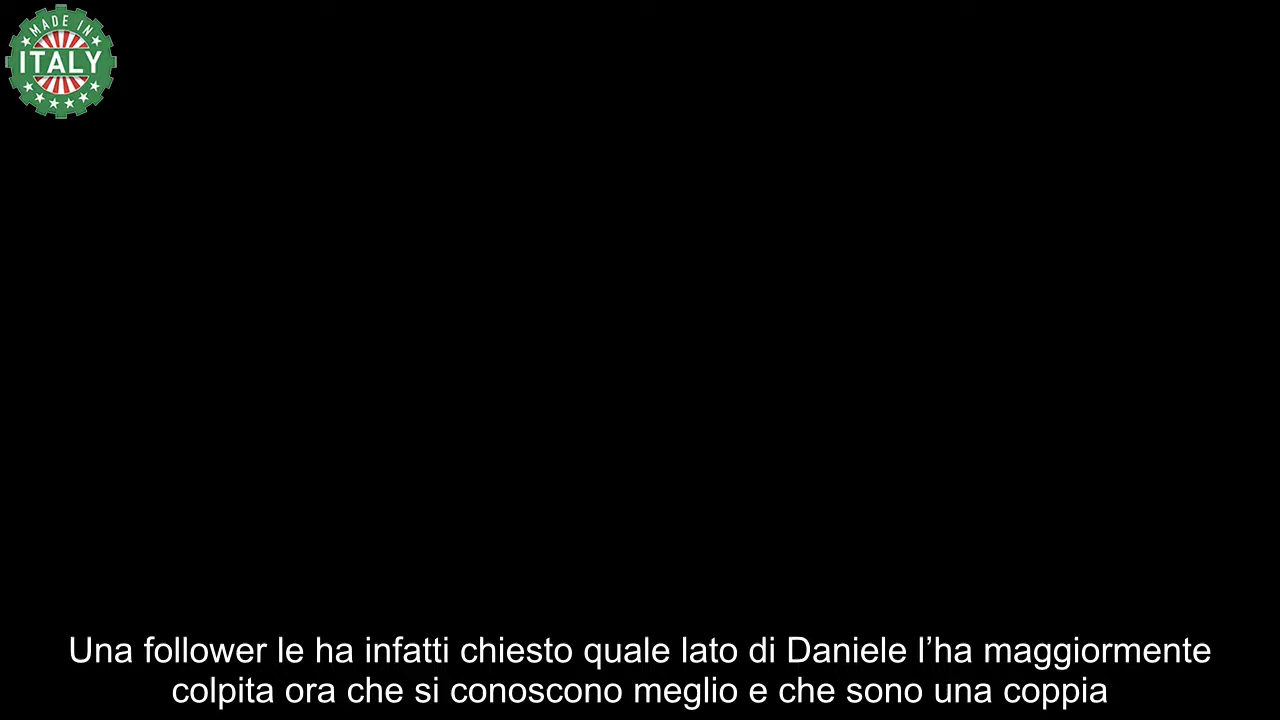 MADE IN
ITALY
Una follower le ha infatti chiesto quale lato di Daniele l’ha maggiormente
colpita ora che si conoscono meglio e che sono una coppia